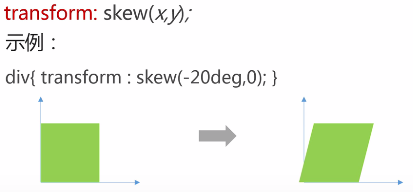 transform: skew(x,y);
示例：
div{ transform : skew(-20deg,0); }